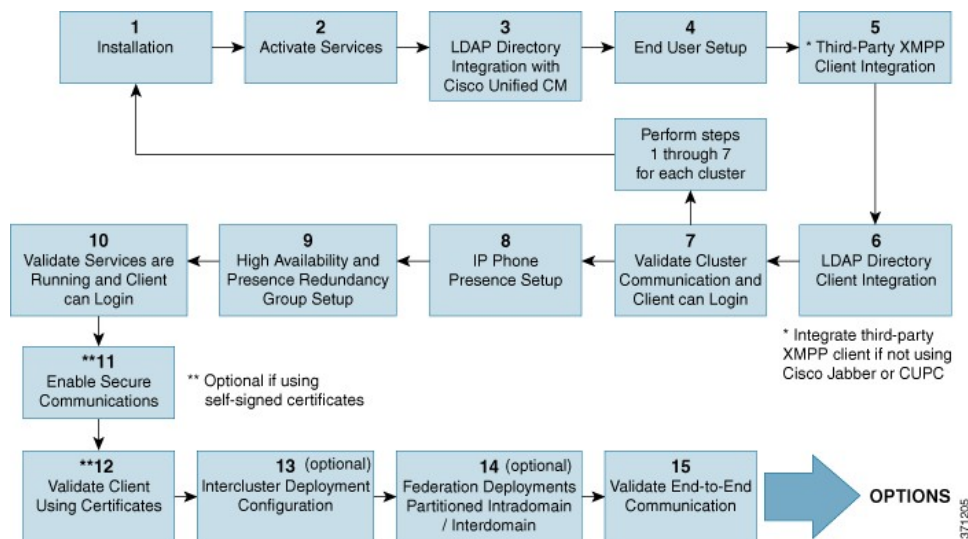 1
Installation
2
Activate Services
3
LDAP Directory
Integration with
Cisco Unified CM
4
End User Setup
5
* Third-Party XMPP
Client Integration
Perform steps
1 through 7
for each cluster
10
Validate Services are
Running and Client
can Login
9
High Availability and
Presence Redundancy
Group Setup
8
IP Phone
Presence Setup
7
Validate Cluster
Communication and
Client can Login
6
LDAP Directory
Client Integration
* Integrate third-party
XMPP client if not using
Cisco Jabber or CUPC
**11
Enable Secure
Communications
** Optional if using
self-signed certificates
**12
Validate Client
Using Certificates
13 (optional)
Intercluster Deployment
Configuration
14 (optional)
Federation Deployments
Partitioned Intradomain
/ Interdomain
15
Validate End-to-End
Communication
OPTIONS
371205